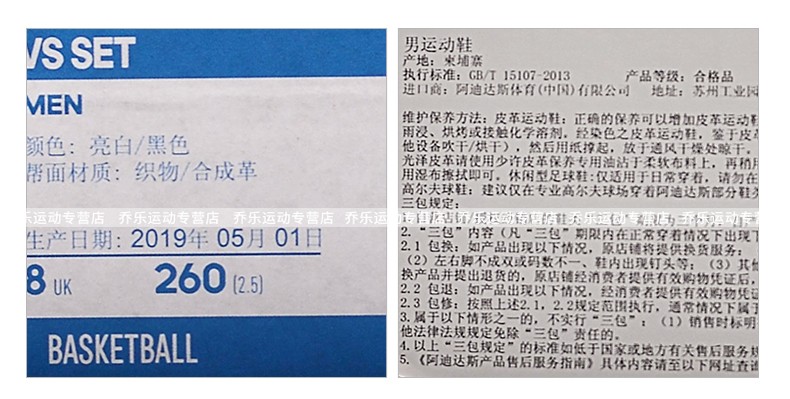 VS SET
MEN
颜色: 亮白/黑色
帮面材质: 织物/合成革
乔乐运动专营店 乔乐运动专营店 乔乐运动专营店
生产日期: 2019年 05月 01日
8 UK 260 (2.5)
BASKETBALL
男运动鞋
产地: 柬埔寨
执行标准: GB/T 15107-2013 产品等级: 合格品
进口商: 阿迪达斯体育(中国)有限公司 地址: 苏州工业园
维护保养方法: 皮革运动鞋: 正确的保养可以增加皮革运动鞋
雨浸、烘烤或接触化学溶剂。经染色之皮革运动鞋, 鉴于皮革
他设备吹干/烘干), 然后用纸撑起, 放于通风干燥处晾干。
光泽皮革请使用少许皮革保养专用油沾于柔软布料上, 再稍用
用湿布擦拭即可。休闲型足球鞋:仅适用于日常穿着, 请勿在
高尔夫球鞋: 建议仅在专业高尔夫球场穿着阿迪达斯部分鞋类
三包规定:
乔乐运动专营店 乔乐运动专营店 乔乐运动专营店
2. "三包"内容 (凡"三包"期限内在正常穿着情况下出现下
2.1 包换: 如产品出现以下情况, 原店铺将提供换货服务:
(2) 左右脚不成双或码数不一、鞋内出现钉头等; (3) 其他
换产品并提出退货的, 原店铺经消费者提供有效购物凭证后,
2.2 包退: 如产品出现以下情况, 经消费者提供有效购物凭证
2.3 包修: 按照上述2.1, 2.2规定范围执行, 通常情况下属于
3.属于以下情形之一的, 不实行"三包": (1) 销售时标明
他法律法规规定免除"三包"责任的。
4.以上"三包规定"的标准如低于国家或地方有关售后服务规
5.《阿迪达斯产品售后服务指南》具体内容请至以下网址查询